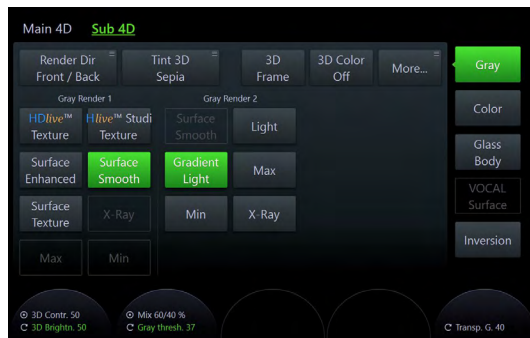 Main 4D Sub 4D
Render Dir
Front / Back
Tint 3D
Sepia
3D
Frame
3D Color
Off
More...
Gray
Gray Render 1
Gray Render 2
HDlive™
Texture
Hlive™ Studi
Texture
Surface
Smooth
Light
Color
Surface
Enhanced
Surface
Smooth
Gradient
Light
Max
Glass
Body
Surface
Texture
X-Ray
Min
X-Ray
VOCAL
Surface
Max
Min
Inversion
3D Contr. 50
3D Brightn. 50
Mix 60/40 %
Gray thresh. 37
Transp. G. 40